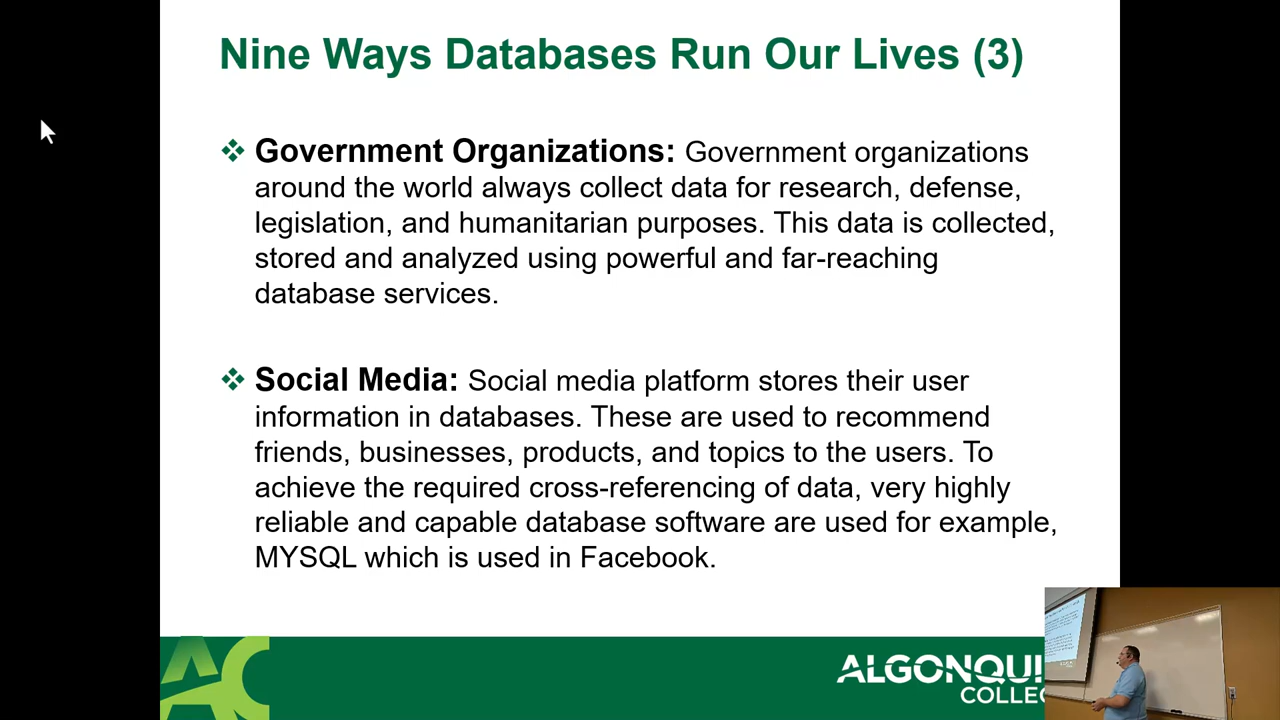 Nine Ways Databases Run Our Lives (3)
❖ Government Organizations: Government organizations
around the world always collect data for research, defense,
legislation, and humanitarian purposes. This data is collected,
stored and analyzed using powerful and far-reaching
database services.
❖ Social Media: Social media platform stores their user
information in databases. These are used to recommend
friends, businesses, products, and topics to the users. To
achieve the required cross-referencing of data, very highly
reliable and capable database software are used for example,
MYSQL which is used in Facebook.
AC
ALGONQUI
COLLEG